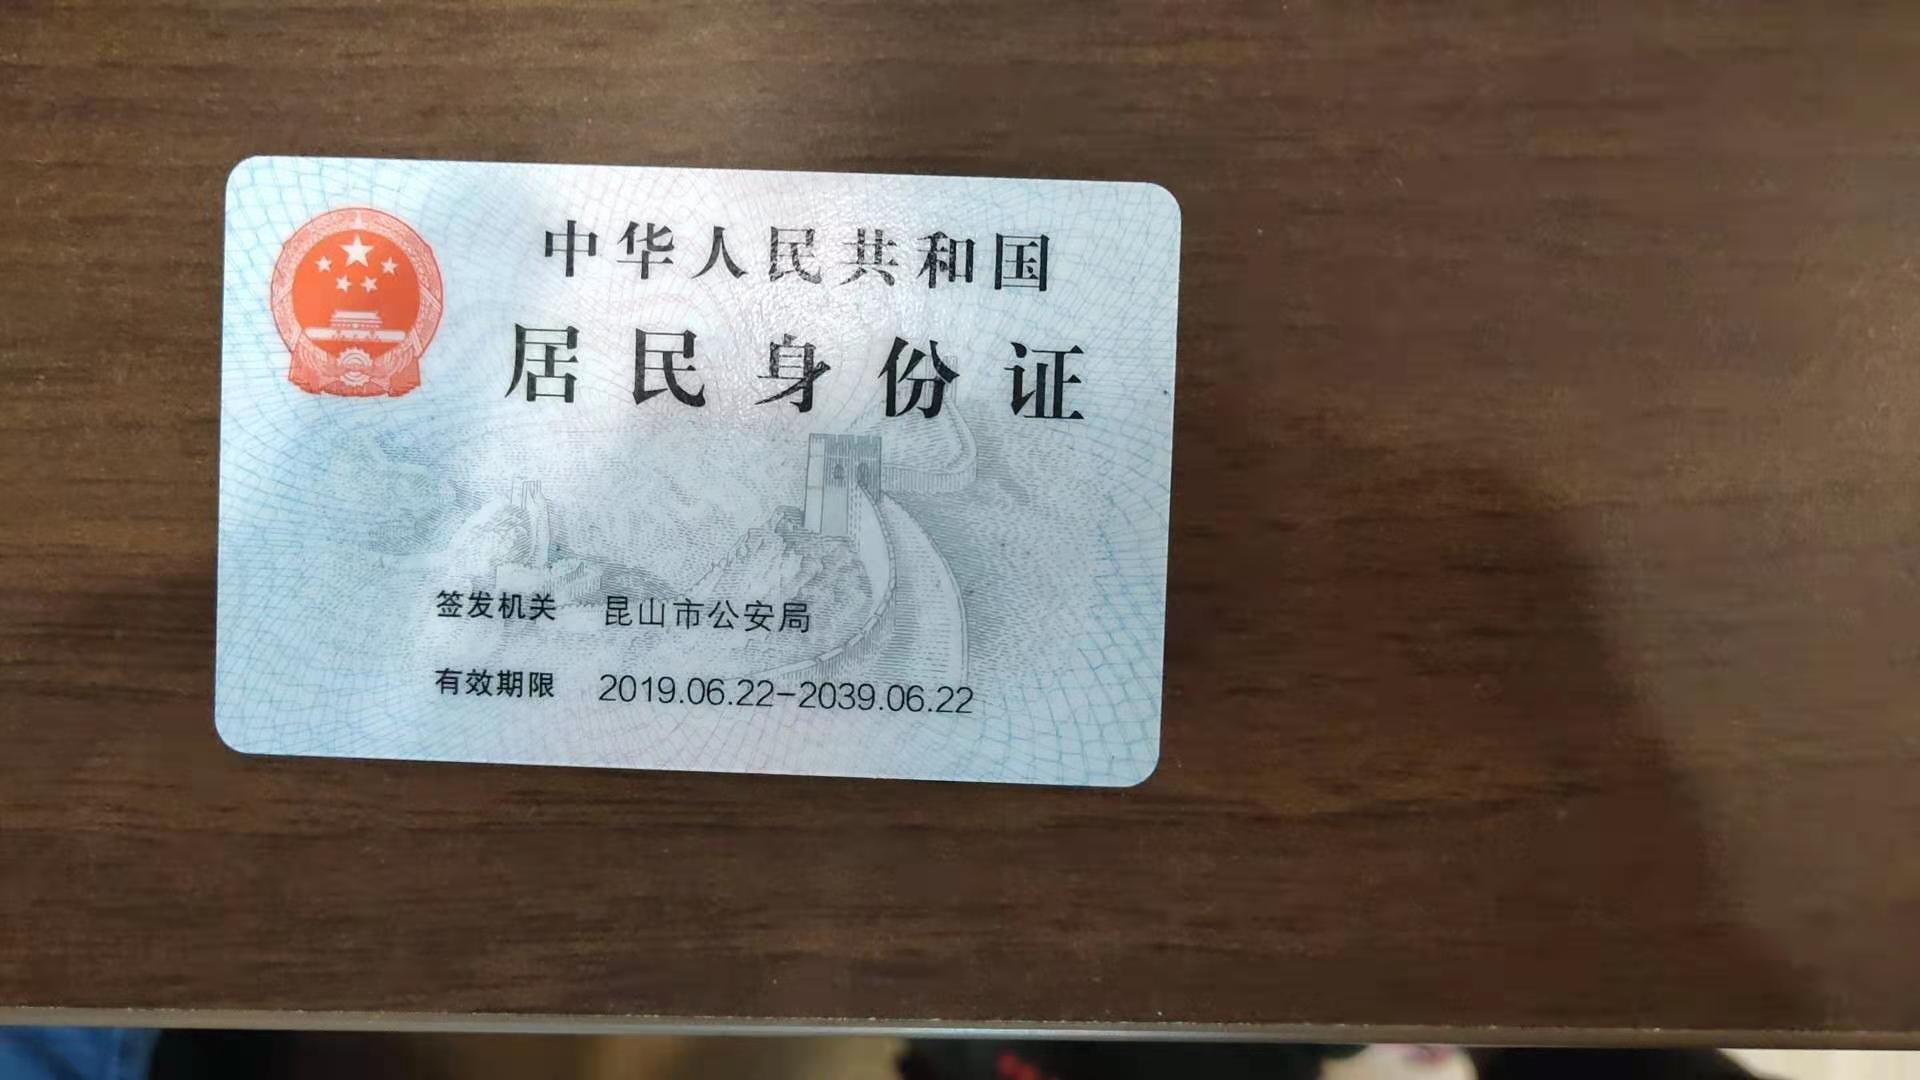 中华人民共和国
居民身份证
签发机关 昆山市公安局
有效期限 2019.06.22-2039.06.22